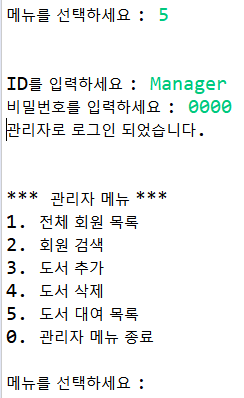 메뉴를 선택하세요 : 5
ID를 입력하세요 : Manager
비밀번호를 입력하세요 : 0000
관리자로 로그인 되었습니다.
*** 관리자 메뉴 ***
1. 전체 회원 목록
2. 회원 검색
3. 도서 추가
4. 도서 삭제
5. 도서 대여 목록
0. 관리자 메뉴 종료
메뉴를 선택하세요 :